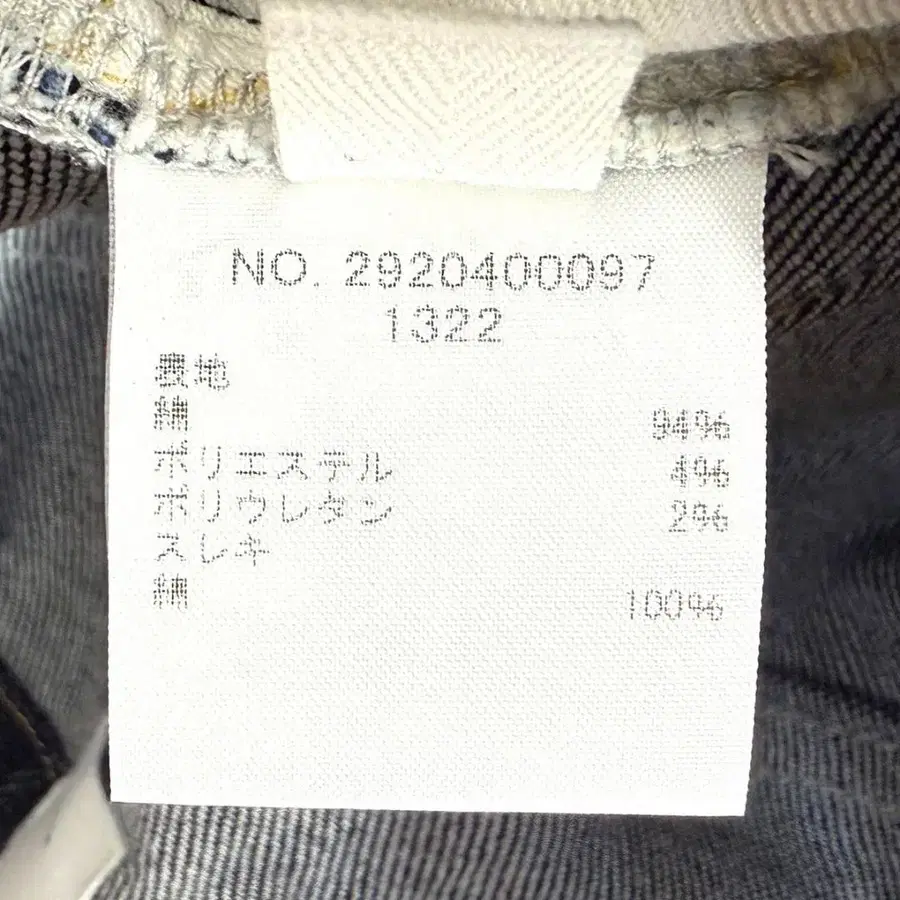 NO. 2920400097
1322
表地
綿 94%
ポリエステル 4%
ポリウレタン 2%
スレキ
綿 100%